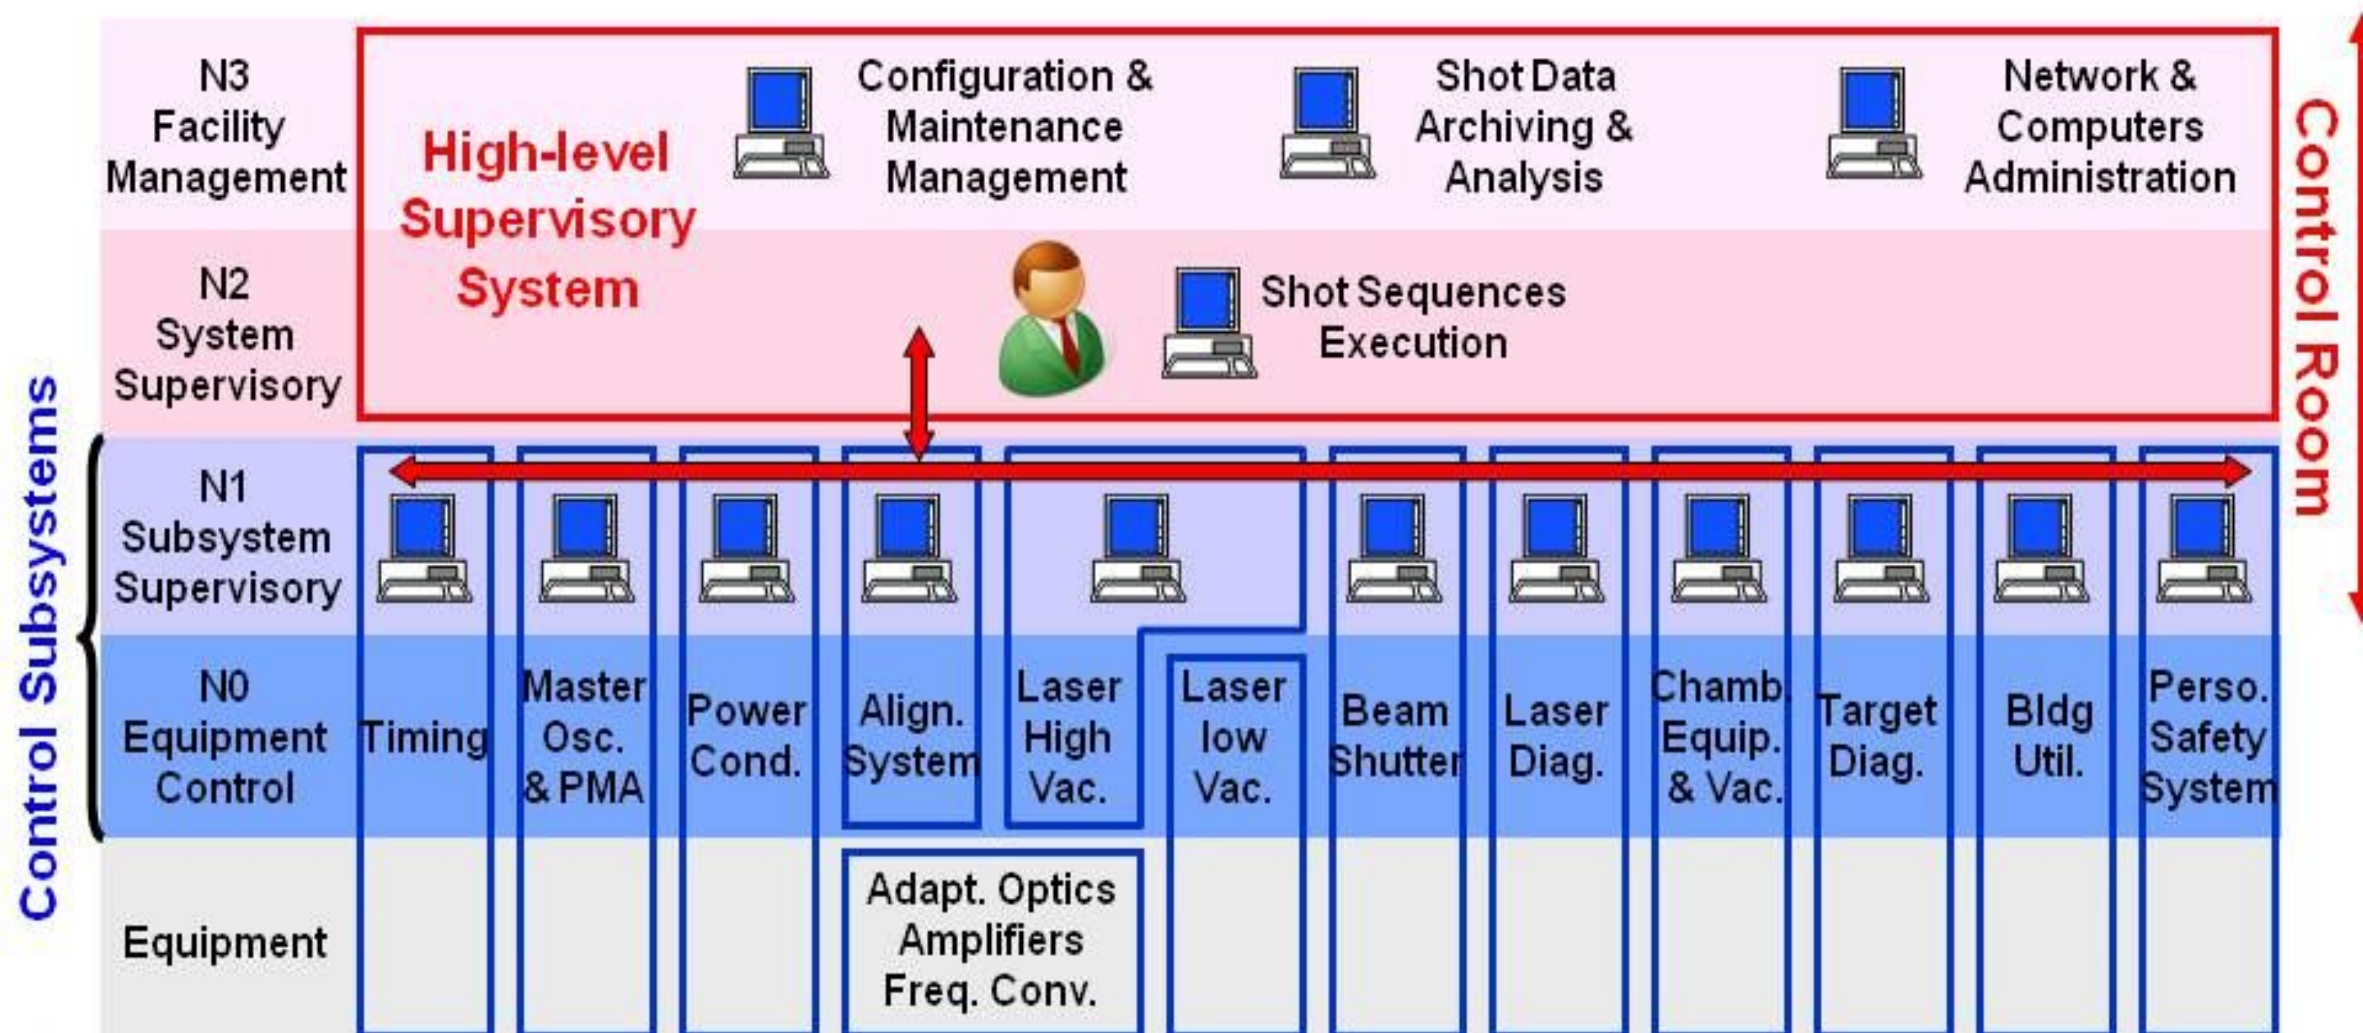 N3
Facility
Management
High-level
Supervisory
System
Configuration &
Maintenance
Management
Shot Data
Archiving &
Analysis
Network &
Computers
Administration
Control Room
N2
System
Supervisory
Shot Sequences
Execution
Control Subsystems
N1
Subsystem
Supervisory
N0
Equipment
Control
Timing
Master
Osc.
& PMA
Power
Cond.
Align.
System
Laser
High
Vac.
Laser
low
Vac.
Beam
Shutter
Laser
Diag.
Chamb.
Equip.
& Vac.
Target
Diag.
Bldg
Util.
Perso.
Safety
System
Equipment
Adapt. Optics
Amplifiers
Freq. Conv.